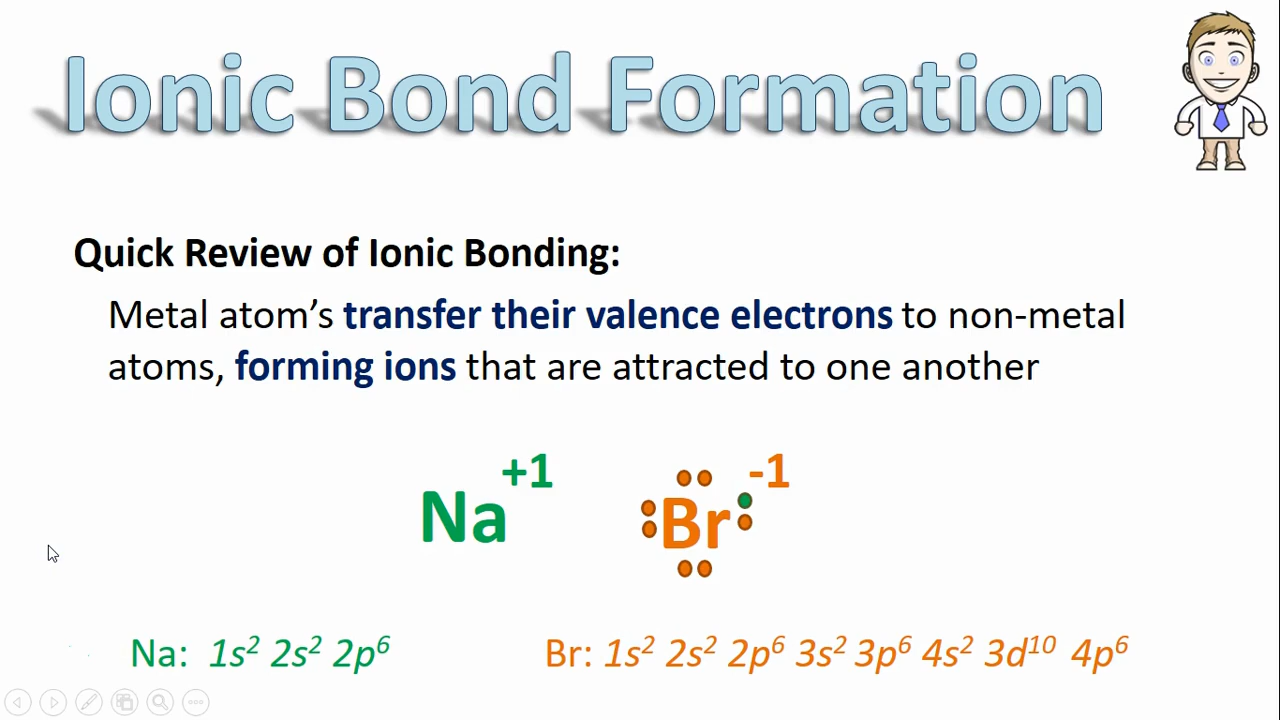 Ionic Bond Formation
Quick Review of Ionic Bonding:
Metal atom’s transfer their valence electrons to non-metal
atoms, forming ions that are attracted to one another
Na⁺¹ Br⁻¹
Na: 1s² 2s² 2p⁶ Br: 1s² 2s² 2p⁶ 3s² 3p⁶ 4s² 3d¹⁰ 4p⁶